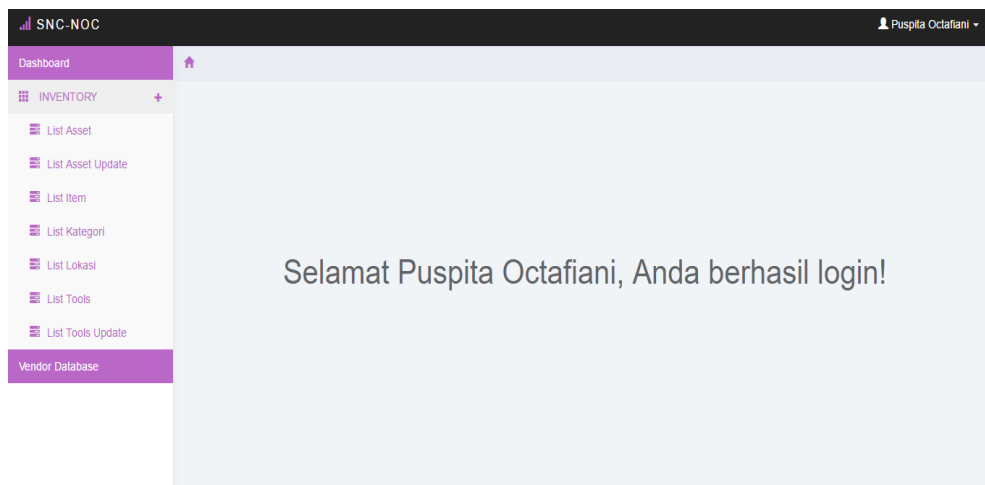 SNC-NOC
Puspita Octafiani
Dashboard
INVENTORY +
List Asset
List Asset Update
List Item
List Kategori
List Lokasi
List Tools
List Tools Update
Vendor Database
Selamat Puspita Octafiani, Anda berhasil login!